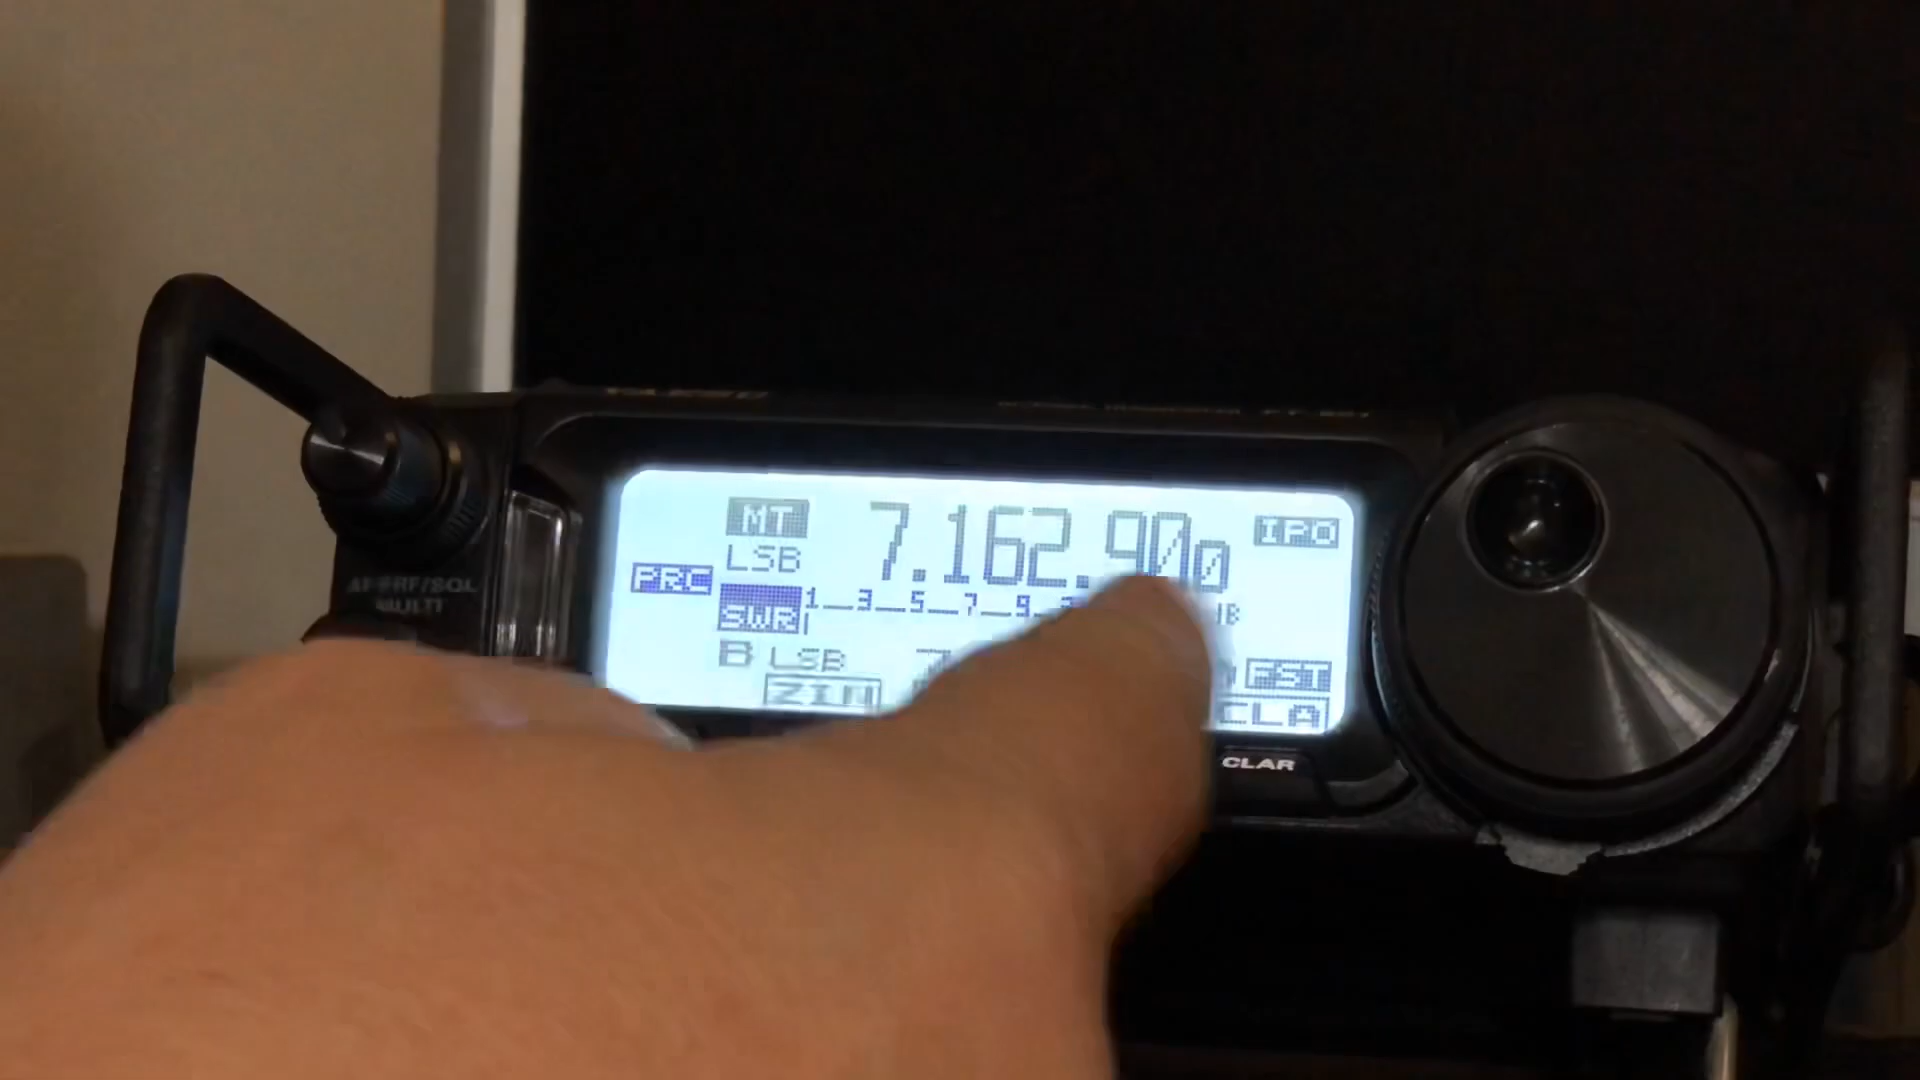 MT
7.162.900
IPO
LSB
PRC
SWR
1 3 5 7 9
B LSB
FST
ZIN
CLA
CLAR
AF RF/SQL
MULTI